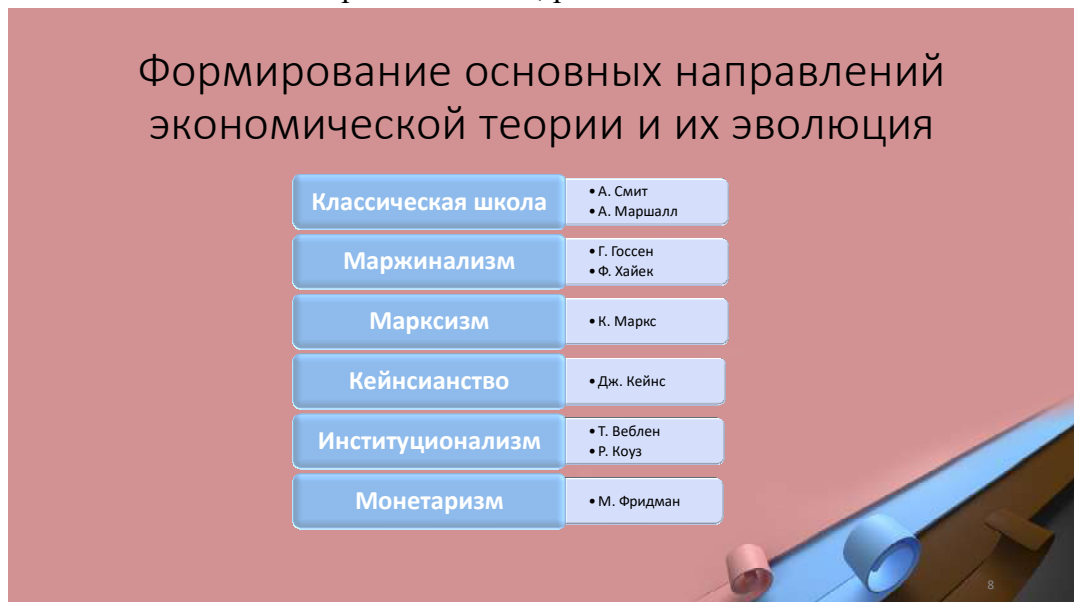 Формирование основных направлений
экономической теории и их эволюция
Классическая школа
• А. Смит
• А. Маршалл
Маржинализм
• Г. Госсен
• Ф. Хайек
Марксизм
• К. Маркс
Кейнсианство
• Дж. Кейнс
Институционализм
• Т. Веблен
• Р. Коуз
Монетаризм
• М. Фридман
8